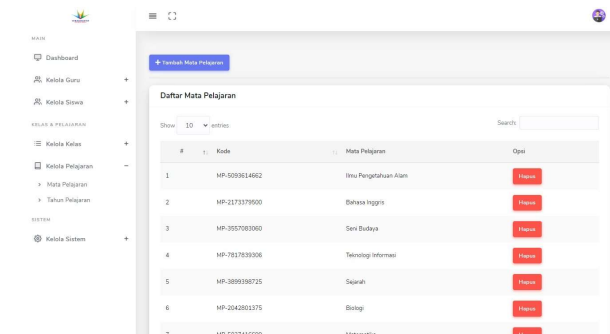 MAIN
Dashboard
Kelola Guru +
Kelola Siswa +
KELAS & PELAJARAN
Kelola Kelas +
Kelola Pelajaran -
Mata Pelajaran
Tahun Pelajaran
SISTEM
Kelola Sistem +
+ Tambah Mata Pelajaran
Daftar Mata Pelajaran
Show 10 entries Search:
# Kode Mata Pelajaran Opsi
1 MP-5093614662 Ilmu Pengetahuan Alam Hapus
2 MP-2173379500 Bahasa Inggris Hapus
3 MP-3557083060 Seni Budaya Hapus
4 MP-7817839306 Teknologi Informasi Hapus
5 MP-3899398725 Sejarah Hapus
6 MP-2042801375 Biologi Hapus